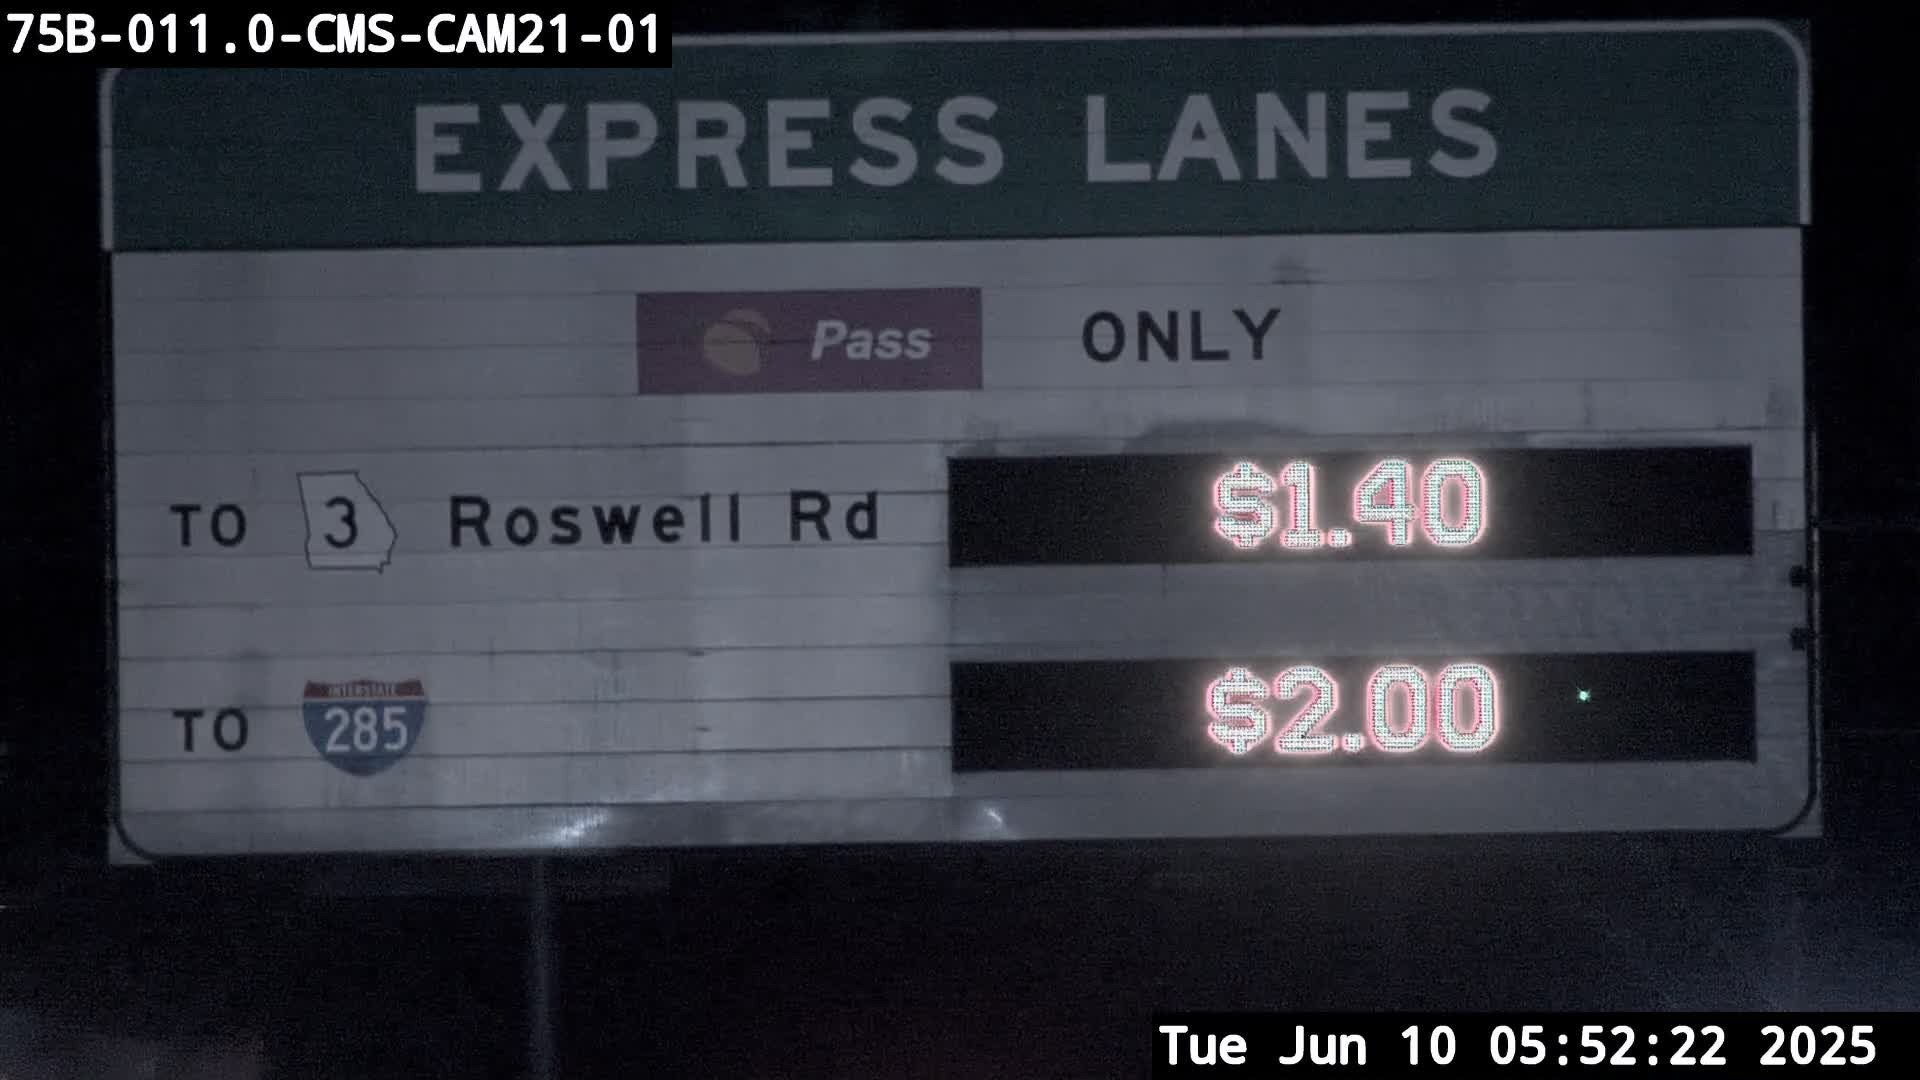 75B-011.0-CMS-CAM21-01
EXPRESS LANES
Pass ONLY
TO 3 Roswell Rd $1.40
TO INTERSTATE 285 $2.00
Tue Jun 10 05:52:22 2025